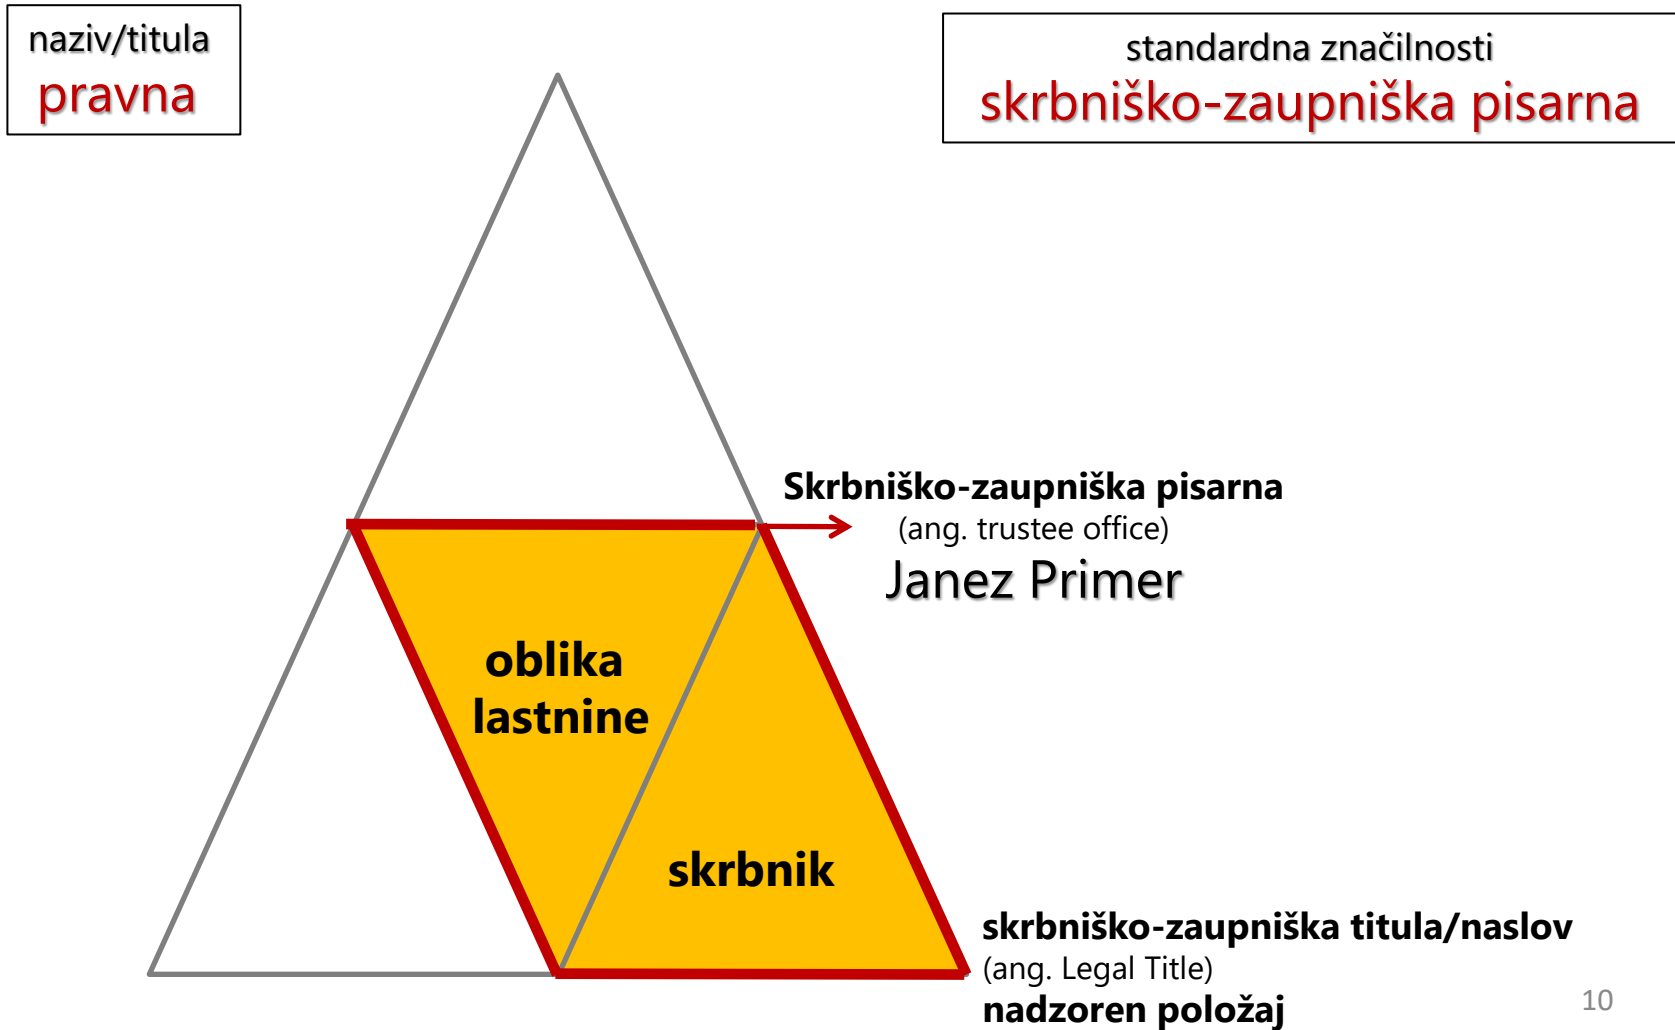 naziv/titula
pravna
standardna značilnosti
skrbniško-zaupniška pisarna
Skrbniško-zaupniška pisarna
(ang. trustee office)
Janez Primer
oblika
lastnine
skrbnik
skrbniško-zaupniška titula/naslov
(ang. Legal Title)
nadzoren položaj
10